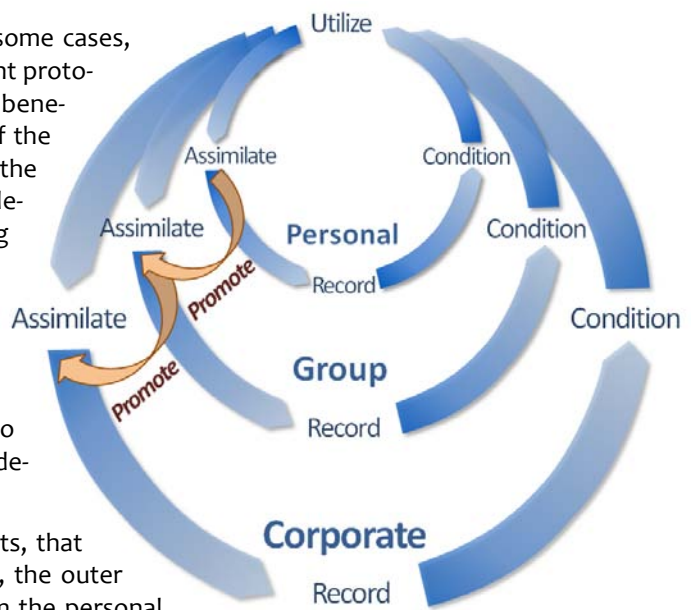 some cases,
nt proto-
bene-
f the
the
de-
g
o
de-
ts, that
, the outer
n the personal
Utilize
Assimilate
Condition
Personal
Record
Promote
Assimilate
Condition
Group
Record
Promote
Assimilate
Condition
Corporate
Record